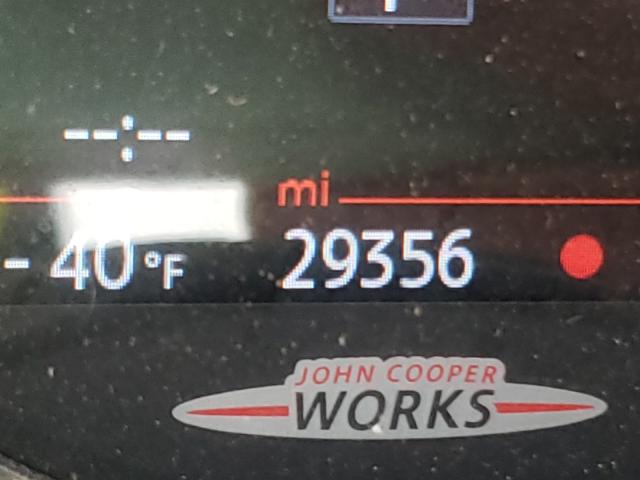 --:--
mi
-40 °F 29356
JOHN COOPER
WORKS